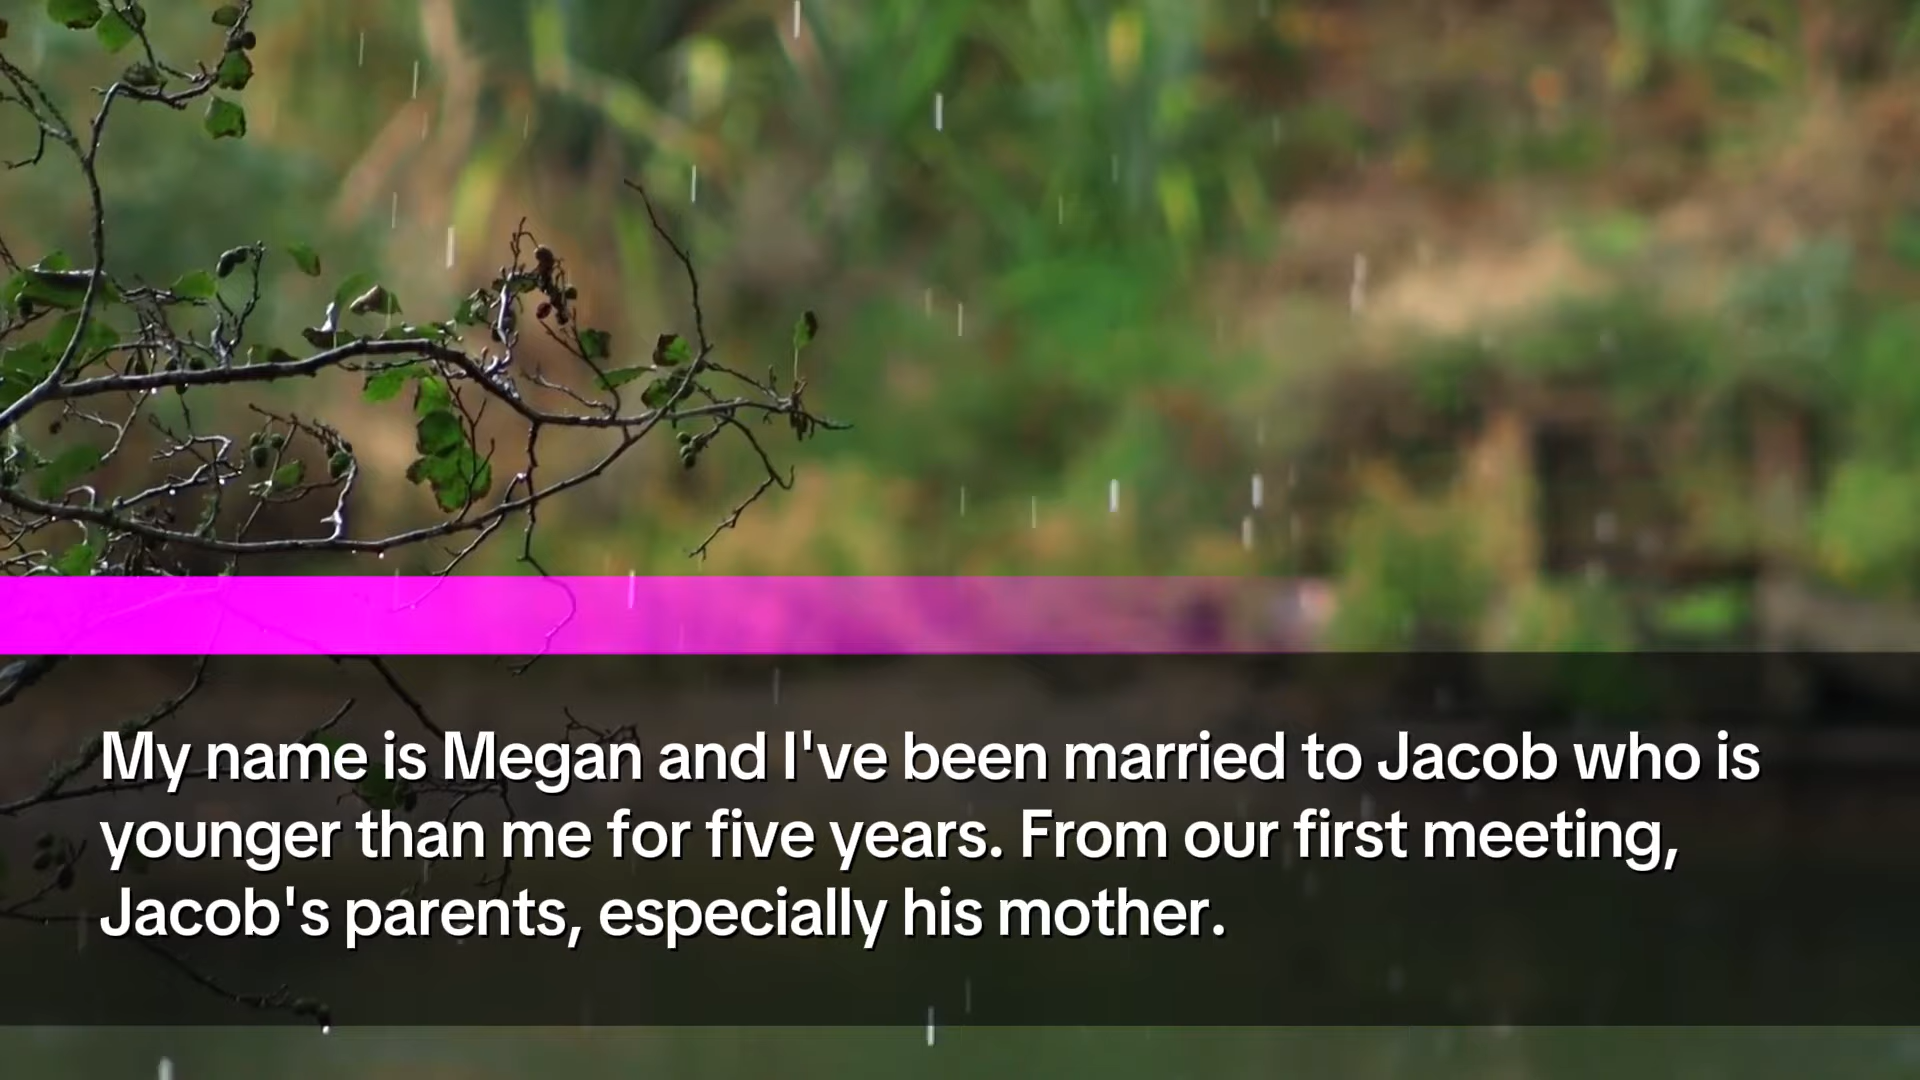 My name is Megan and I've been married to Jacob who is
younger than me for five years. From our first meeting,
Jacob's parents, especially his mother.